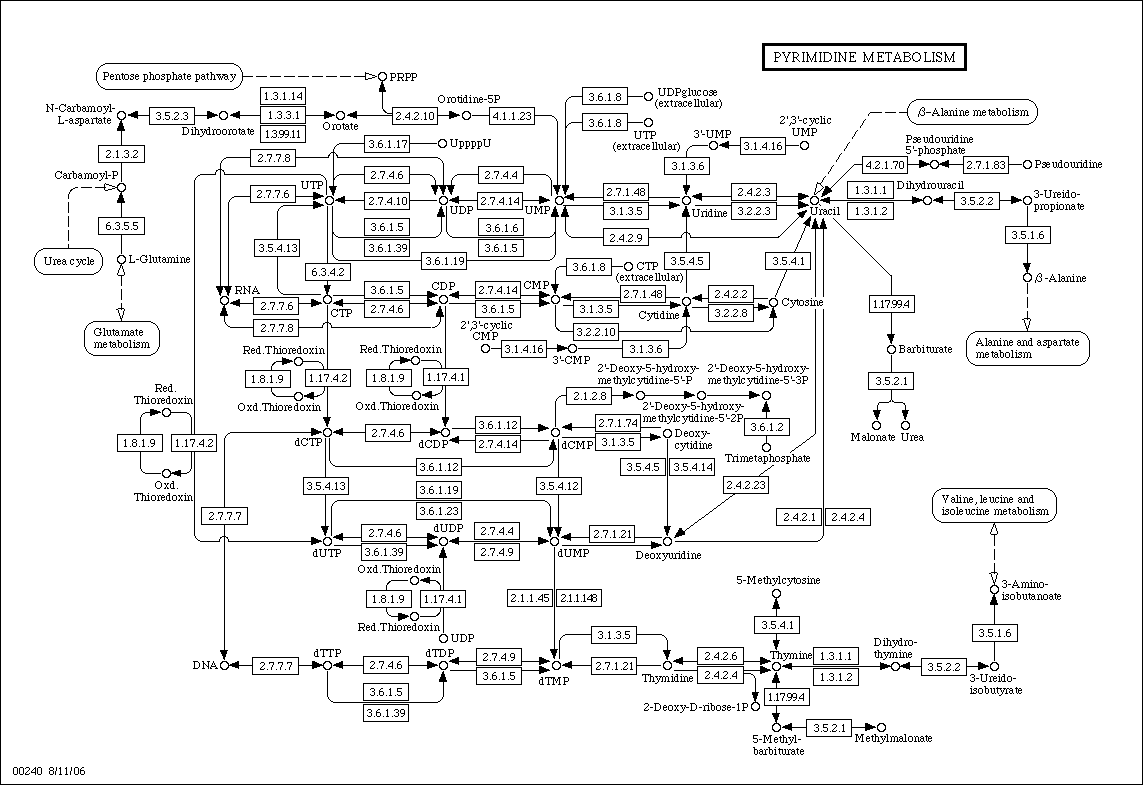 PYRIMIDINE METABOLISM
Pentose phosphate pathway
PRPP
N-Carbamoyl-
L-aspartate
3.5.2.3
Dihydroorotate
1.3.1.14
1.3.3.1
1.3.99.11
Orotate
2.4.2.10
Orotidine-5P
4.1.1.23
3.6.1.8
UDPglucose
(extracellular)
3.6.1.8
UTP
(extracellular)
3'-UMP
3.1.4.16
2',3'-cyclic
UMP
3.1.3.6
β-Alanine metabolism
Pseudouridine
5'-phosphate
4.2.1.70
2.7.1.83
Pseudouridine
2.1.3.2
Carbamoyl-P
6.3.5.5
Urea cycle
L-Glutamine
Glutamate
metabolism
3.6.1.17
UppppU
2.7.7.8
2.7.4.6
2.7.4.4
2.7.7.6
UTP
2.7.4.10
UDP
2.7.4.14
UMP
2.7.1.48
3.1.3.5
Uridine
2.4.2.3
3.2.2.3
Uracil
1.3.1.1
1.3.1.2
Dihydrouracil
3.5.2.2
3-Ureido-
propionate
3.6.1.5
3.6.1.39
3.6.1.6
3.6.1.5
2.4.2.9
3.5.4.13
3.6.1.19
6.3.4.2
3.5.4.5
3.5.4.1
3.5.1.6
β-Alanine
3.6.1.8
CTP
(extracellular)
RNA
2.7.7.6
CTP
3.6.1.5
2.7.4.6
CDP
2.7.4.14
3.6.1.5
CMP
2.7.1.48
3.1.3.5
Cytidine
2.4.2.2
3.2.2.8
Cytosine
1.17.99.4
2.7.7.8
2',3'-cyclic
CMP
3.2.2.10
3.1.4.16
3'-CMP
3.1.3.6
Barbiturate
Alanine and aspartate
metabolism
Red.Thioredoxin
1.8.1.9
1.17.4.2
Oxd.Thioredoxin
Red.Thioredoxin
1.8.1.9
1.17.4.1
Oxd.Thioredoxin
2'-Deoxy-5-hydroxy-
methylcytidine-5'-P
2'-Deoxy-5-hydroxy-
methylcytidine-5'-3P
2.1.2.8
2'-Deoxy-5-hydroxy-
methylcytidine-5'-2P
3.5.2.1
Malonate
Urea
Red.
Thioredoxin
1.8.1.9
1.17.4.2
Oxd.
Thioredoxin
dCTP
2.7.4.6
dCDP
3.6.1.12
2.7.4.14
dCMP
2.7.1.74
3.1.3.5
Deoxy-
cytidine
3.6.1.2
Trimetaphosphate
3.6.1.12
3.5.4.5
3.5.4.14
3.5.4.13
3.6.1.19
3.6.1.23
3.5.4.12
2.4.2.23
2.7.7.7
2.4.2.1
2.4.2.4
Valine, leucine and
isoleucine metabolism
dUTP
2.7.4.6
3.6.1.39
dUDP
2.7.4.4
2.7.4.9
dUMP
2.7.1.21
Deoxyuridine
Oxd.Thioredoxin
1.8.1.9
1.17.4.1
Red.Thioredoxin
UDP
2.1.1.45
2.1.1.148
5-Methylcytosine
3.5.4.1
3-Amino-
isobutanoate
3.5.1.6
DNA
2.7.7.7
dTTP
2.7.4.6
dTDP
2.7.4.9
3.6.1.5
dTMP
3.1.3.5
2.7.1.21
Thymidine
2.4.2.6
2.4.2.4
Thymine
1.3.1.1
1.3.1.2
Dihydro-
thymine
3.5.2.2
3-Ureido-
isobutyrate
3.6.1.5
3.6.1.39
2-Deoxy-D-ribose-1P
1.17.99.4
5-Methyl-
barbiturate
3.5.2.1
Methylmalonate
00240 8/11/06